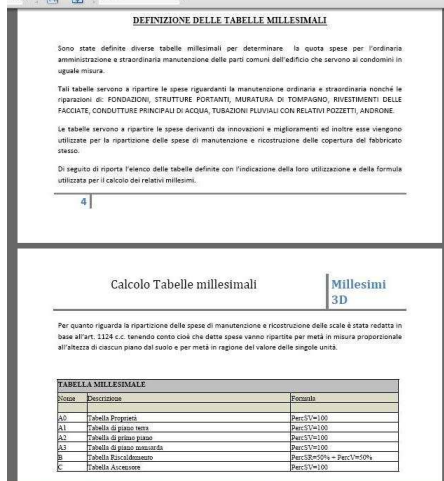 DEFINIZIONE DELLE TABELLE MILLESIMALI
Sono state definite diverse tabelle millesimali per determinare la quota spese per l'ordinaria
amministrazione e straordinaria manutenzione delle parti comuni dell'edificio che servono ai condomini in
uguale misura.
Tali tabelle servono a ripartire le spese riguardanti la manutenzione ordinaria e straordinaria nonché le
riparazioni di: FONDAZIONI, STRUTTURE PORTANTI, MURATURA DI TOMPAGNO, RIVESTIMENTI DELLE
FACCIATE, CONDUTTURE PRINCIPALI DI ACQUA, TUBAZIONI PLUVIALI CON RELATIVI POZZETTI, ANDRONE.
Le tabelle servono a ripartire le spese derivanti da innovazioni e miglioramenti ed inoltre esse vengono
utilizzate per la ripartizione delle spese di manutenzione e ricostruzione delle copertura del fabbricato
stesso.
Di seguito di riporta l'elenco delle tabelle definite con l'indicazione della loro utilizzazione e della formula
utilizzata per il calcolo dei relativi millesimi.
4
Calcolo Tabelle millesimali
Millesimi
3D
Per quanto riguarda la ripartizione delle spese di manutenzione e ricostruzione delle scale è stata redatta in
base all'art. 1124 c.c. tenendo conto cioè che dette spese vanno ripartite per metà in misura proporzionale
all'altezza di ciascun piano dal suolo e per metà in ragione del valore delle singole unità.
TABELLA MILLESIMALE
Nome Descrizione Formula
A0 Tabella Proprietà PercSV=100
A1 Tabella di piano terra PercSV=100
A2 Tabella di primo piano PercSV=100
A3 Tabella di piano mansarda PercSV=100
B Tabella Riscaldamento PercSR=50% + PercV=50%
C Tabella Ascensore PercSV=100